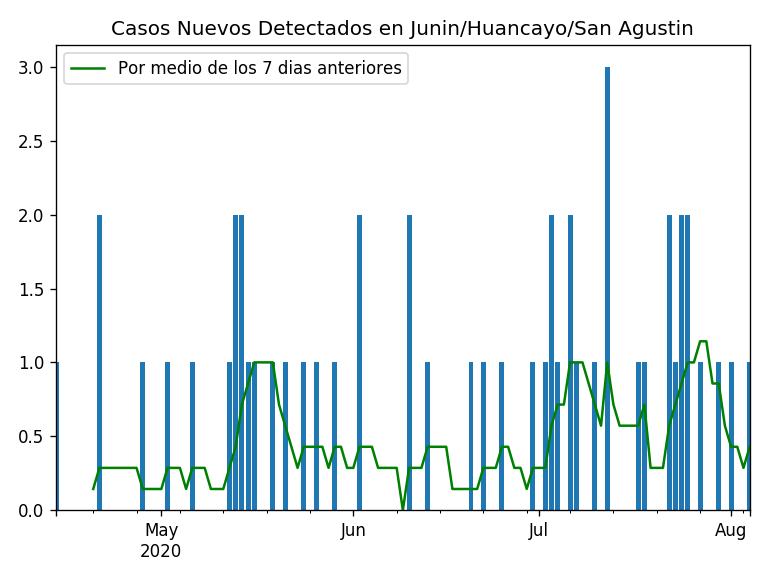 Casos Nuevos Detectados en Junin/Huancayo/San Agustin
Por medio de los 7 dias anteriores
3.0
2.5
2.0
1.5
1.0
0.5
0.0
May
2020
Jun
Jul
Aug